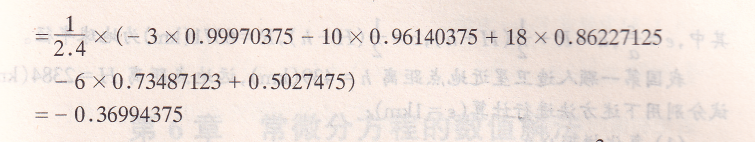 = 1/2.4 × (− 3 × 0.99970375 − 10 × 0.96140375 + 18 × 0.86227125
− 6 × 0.73487123 + 0.5027475)
= − 0.36994375